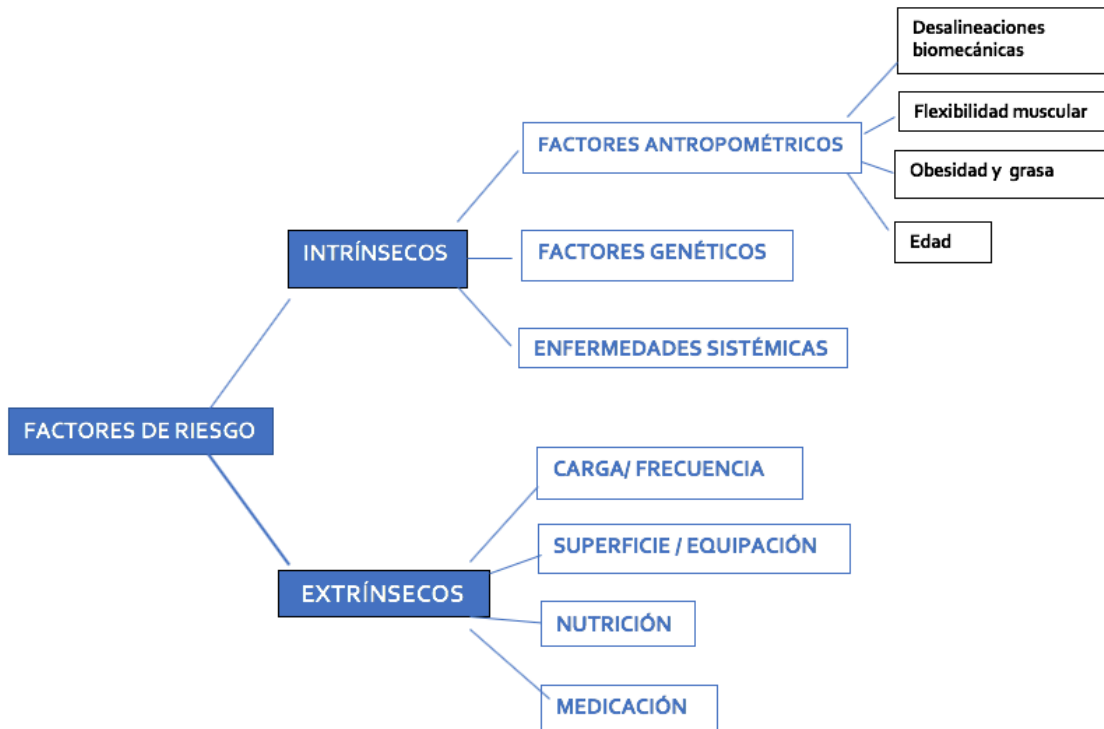 Desalineaciones
biomecánicas
Flexibilidad muscular
FACTORES ANTROPOMÉTRICOS
Obesidad y grasa
Edad
INTRÍNSECOS
FACTORES GENÉTICOS
ENFERMEDADES SISTÉMICAS
FACTORES DE RIESGO
CARGA/ FRECUENCIA
SUPERFICIE / EQUIPACIÓN
EXTRÍNSECOS
NUTRICIÓN
MEDICACIÓN